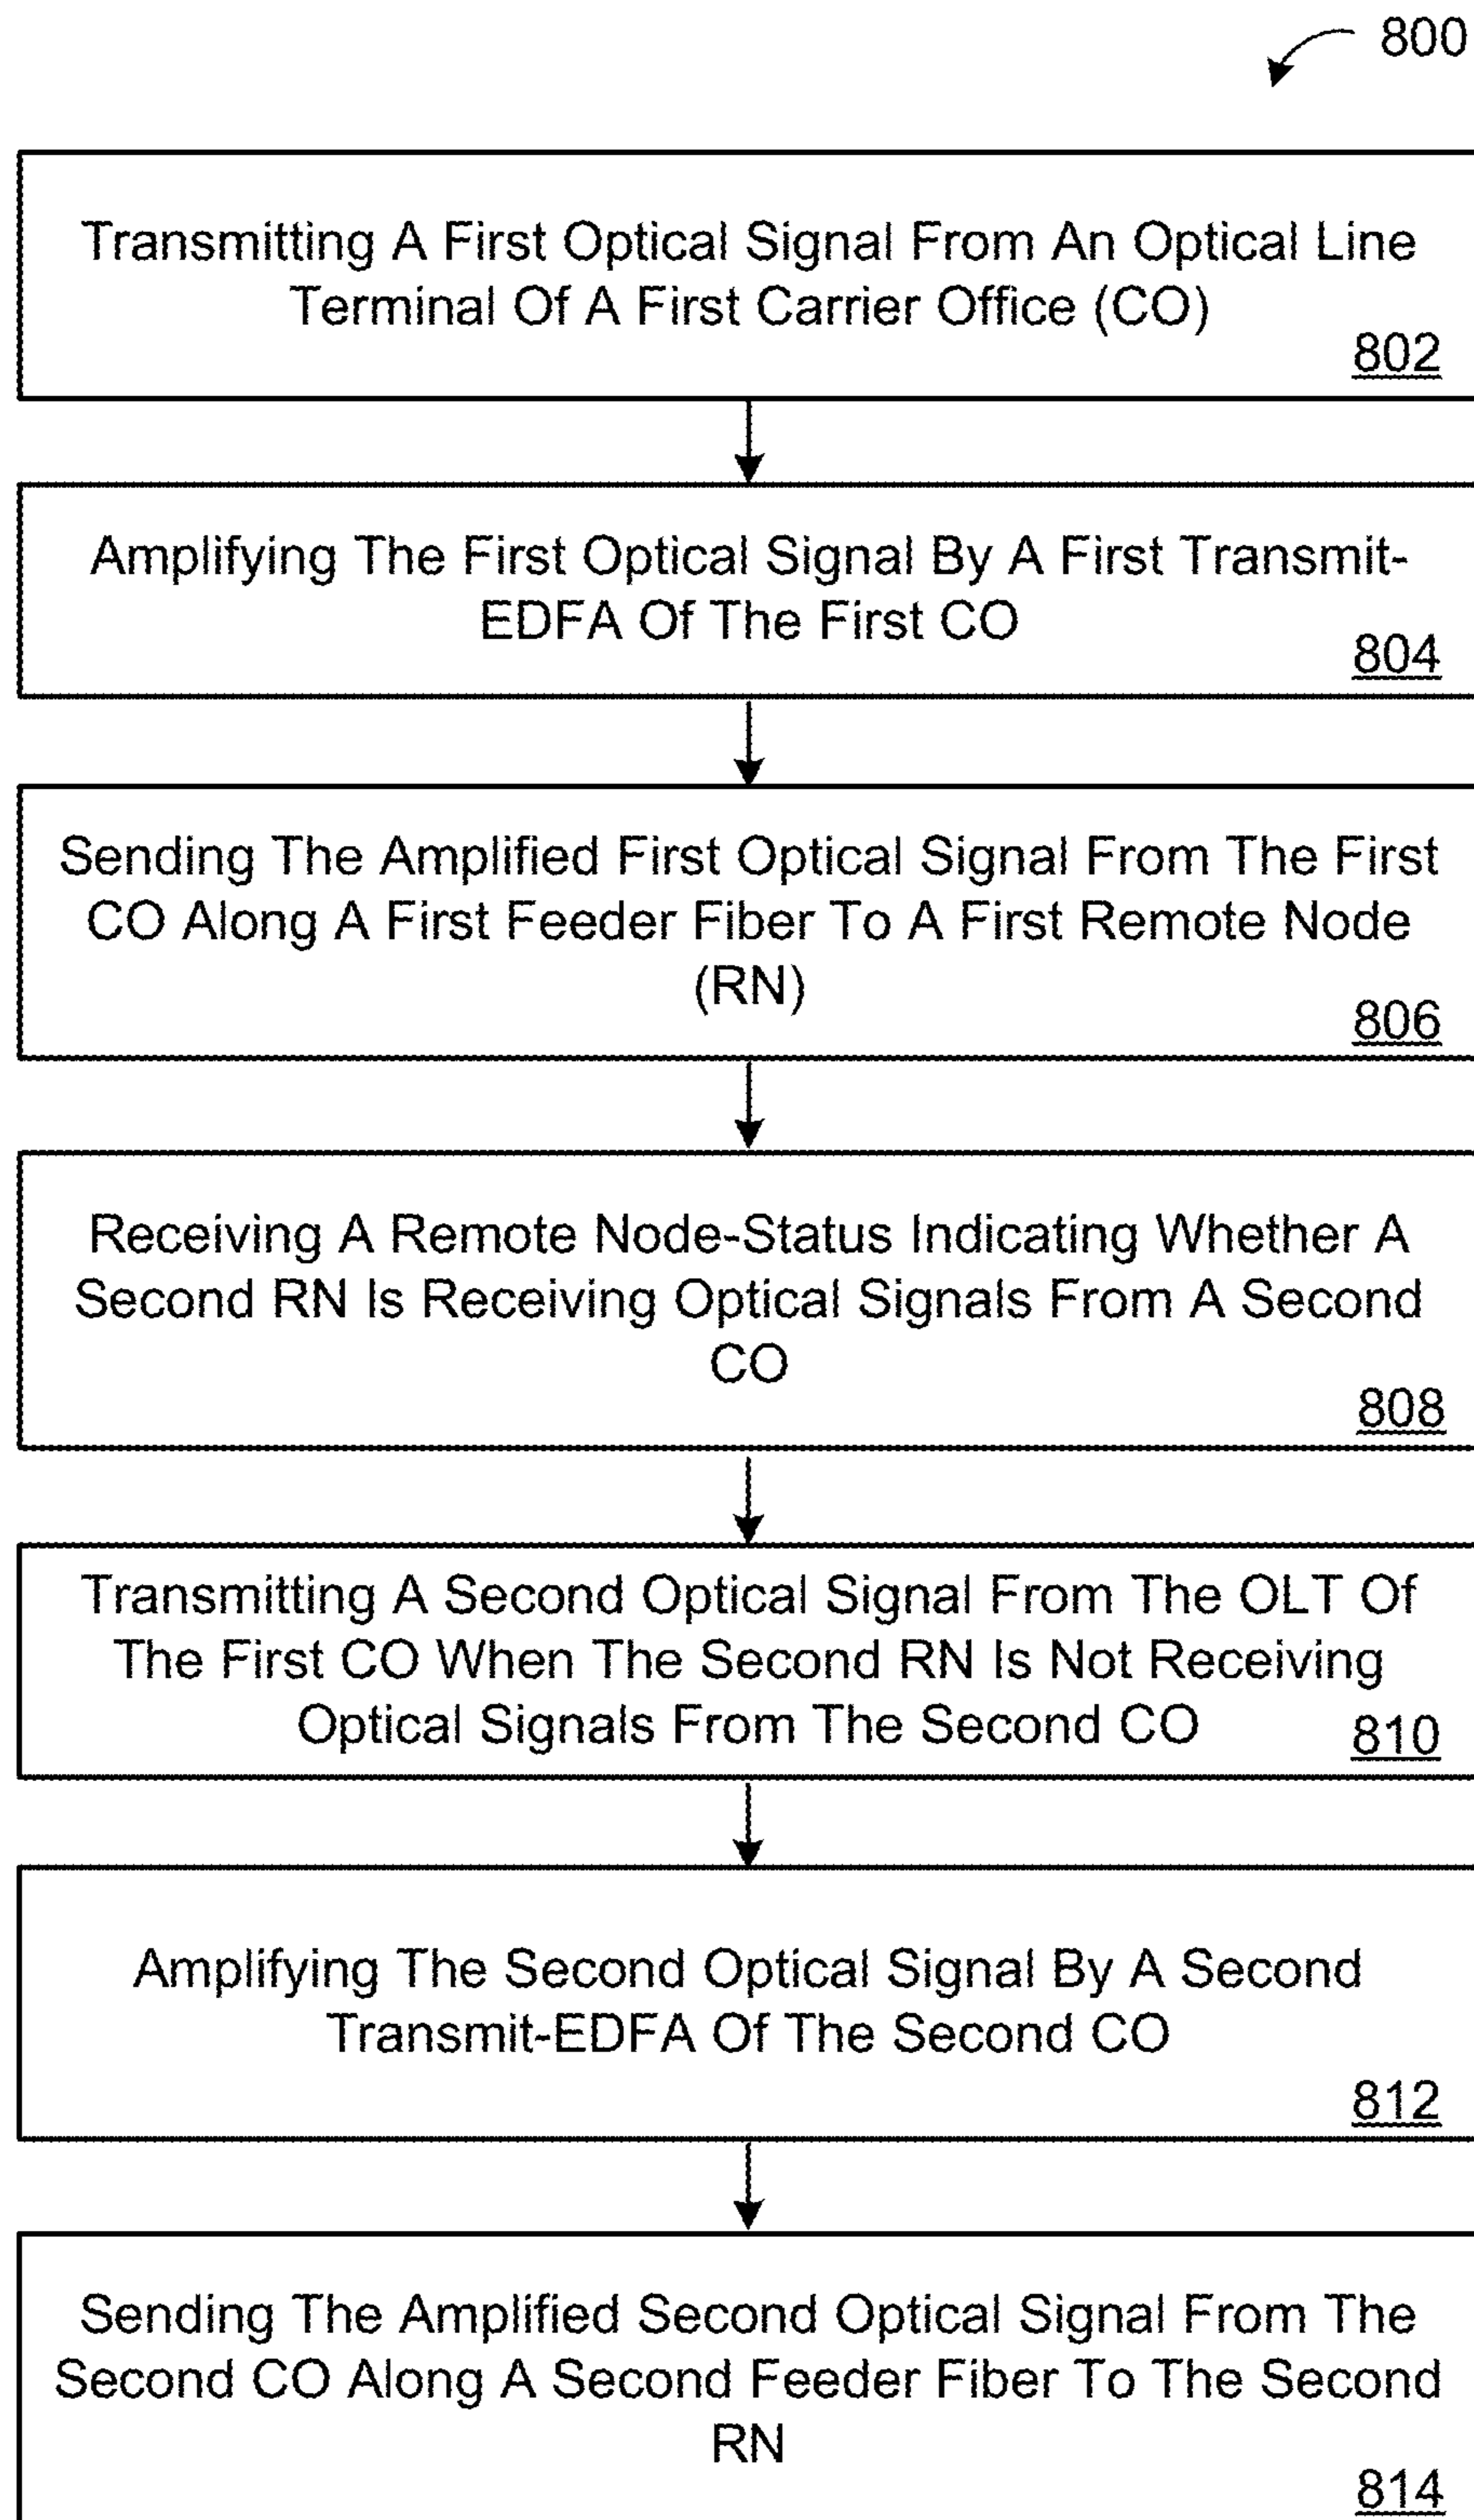 800
Transmitting A First Optical Signal From An Optical Line
Terminal Of A First Carrier Office (CO)
802
Amplifying The First Optical Signal By A First Transmit-
EDFA Of The First CO
804
Sending The Amplified First Optical Signal From The First
CO Along A First Feeder Fiber To A First Remote Node
(RN)
806
Receiving A Remote Node-Status Indicating Whether A
Second RN Is Receiving Optical Signals From A Second
CO
808
Transmitting A Second Optical Signal From The OLT Of
The First CO When The Second RN Is Not Receiving
Optical Signals From The Second CO
810
Amplifying The Second Optical Signal By A Second
Transmit-EDFA Of The Second CO
812
Sending The Amplified Second Optical Signal From The
Second CO Along A Second Feeder Fiber To The Second
RN
814